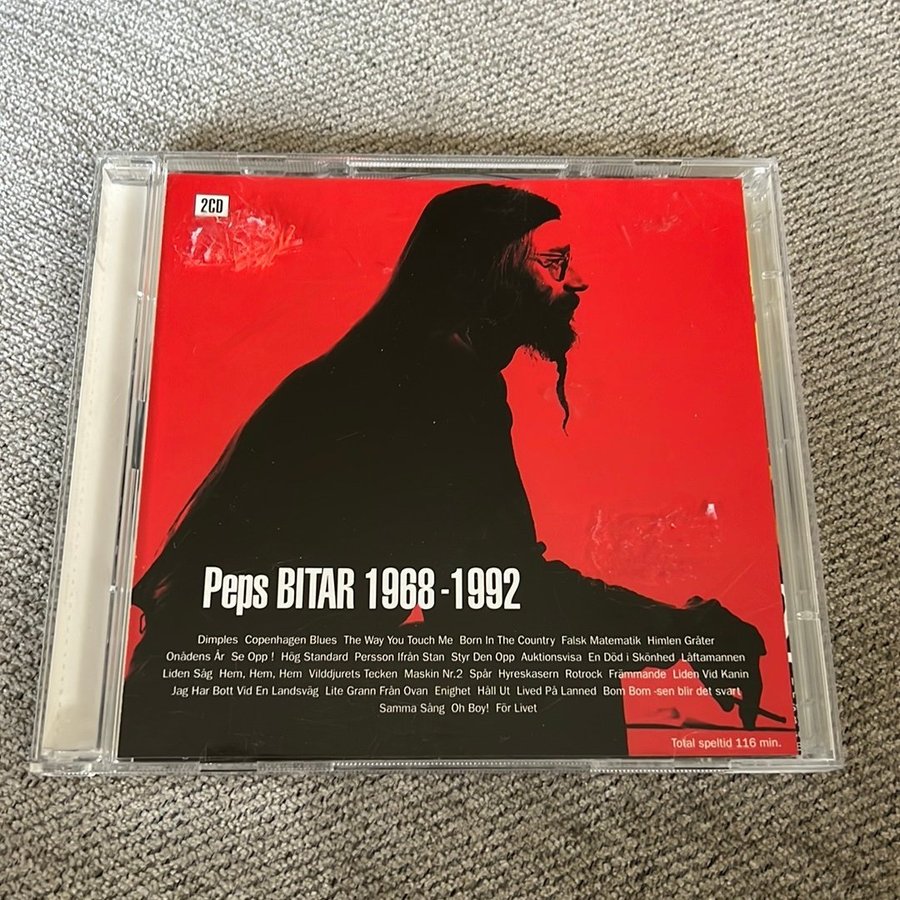 2CD
Peps BITAR 1968-1992
Dimples Copenhagen Blues The Way You Touch Me Born In The Country Falsk Matematik Himlen Gråter
Onådens År Se Opp! Hög Standard Persson Ifrån Stan Styr Den Opp Auktionsvisa En Död i Skönhed Låftamannen
Liden Såg Hem, Hem, Hem Vilddjurets Tecken Maskin Nr.2 Spår Hyreskasern Rotrock Främmande Liden Vid Kanin
Jag Har Bott Vid En Landsväg Lite Grann Från Ovan Enighet Håll Ut Lived På Lanned Bom Bom -sen blir det svart
Samma Sång Oh Boy! För Livet
Total speltid 116 min.